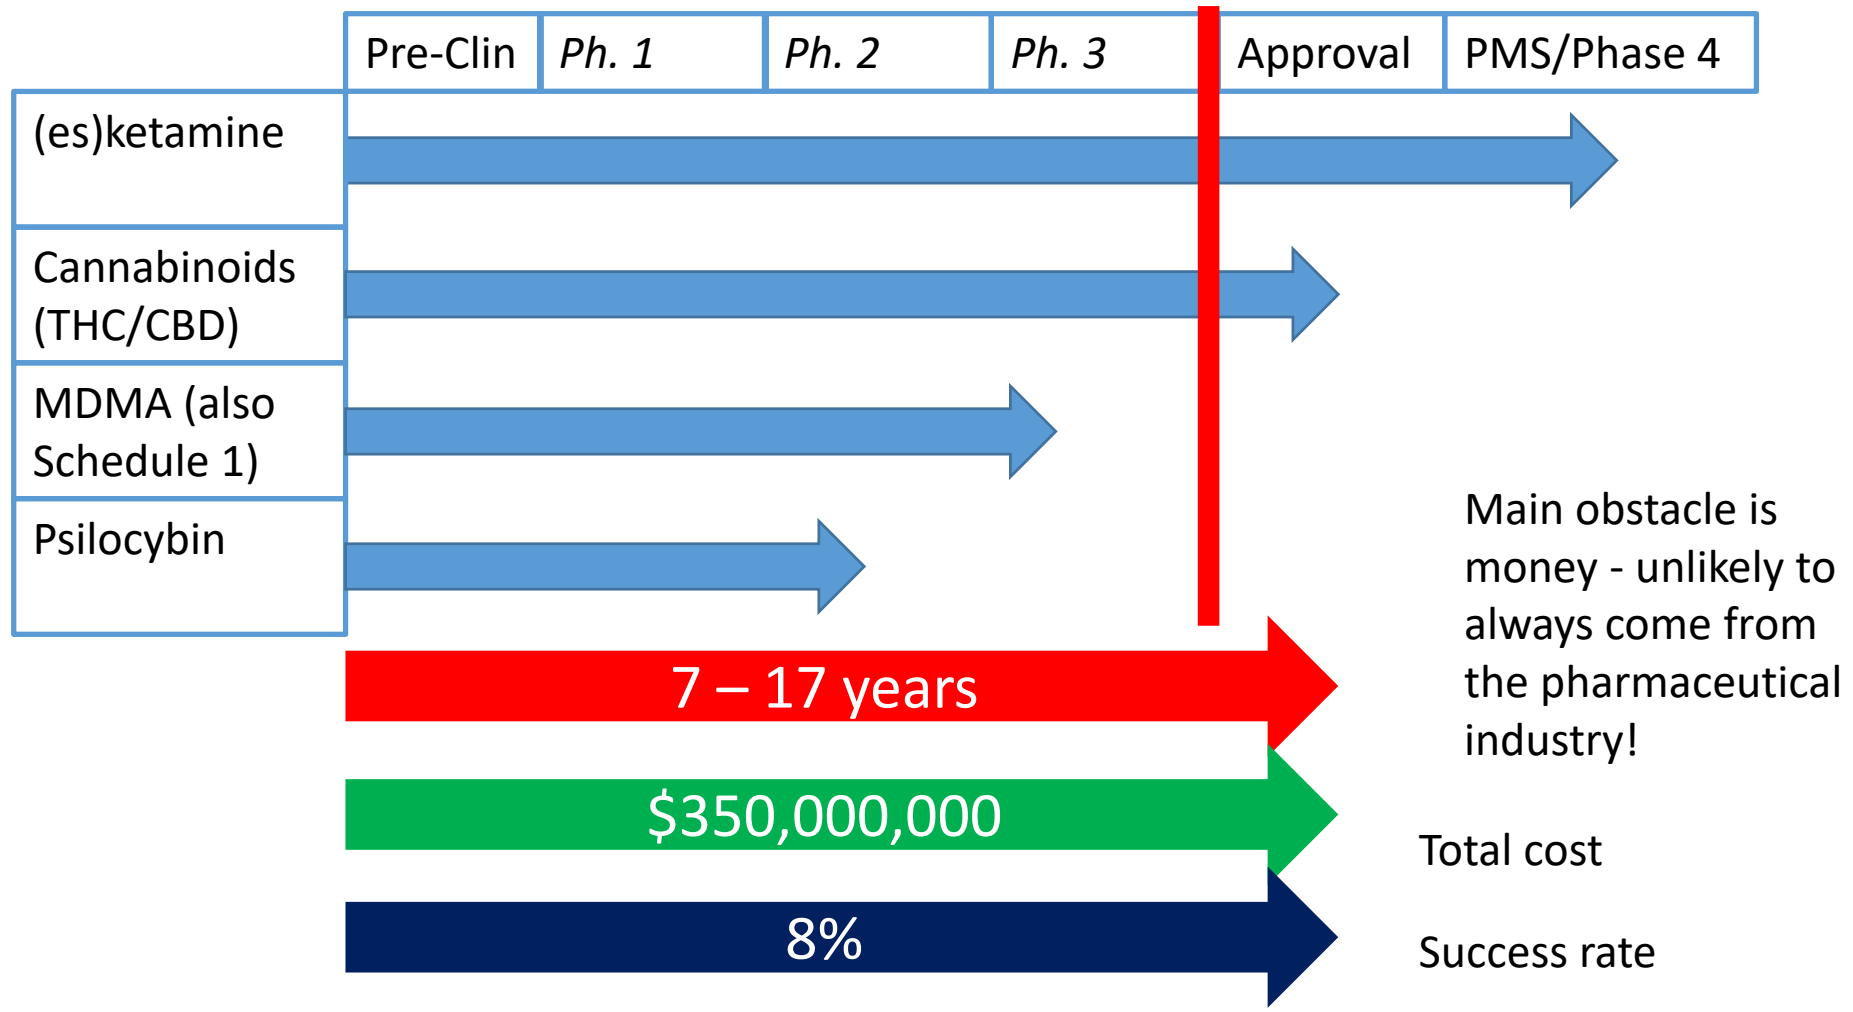 Pre-Clin
Ph. 1
Ph. 2
Ph. 3
Approval
PMS/Phase 4
(es)ketamine
Cannabinoids
(THC/CBD)
MDMA (also
Schedule 1)
Psilocybin
Main obstacle is
money - unlikely to
always come from
the pharmaceutical
industry!
7 – 17 years
$350,000,000
Total cost
8%
Success rate